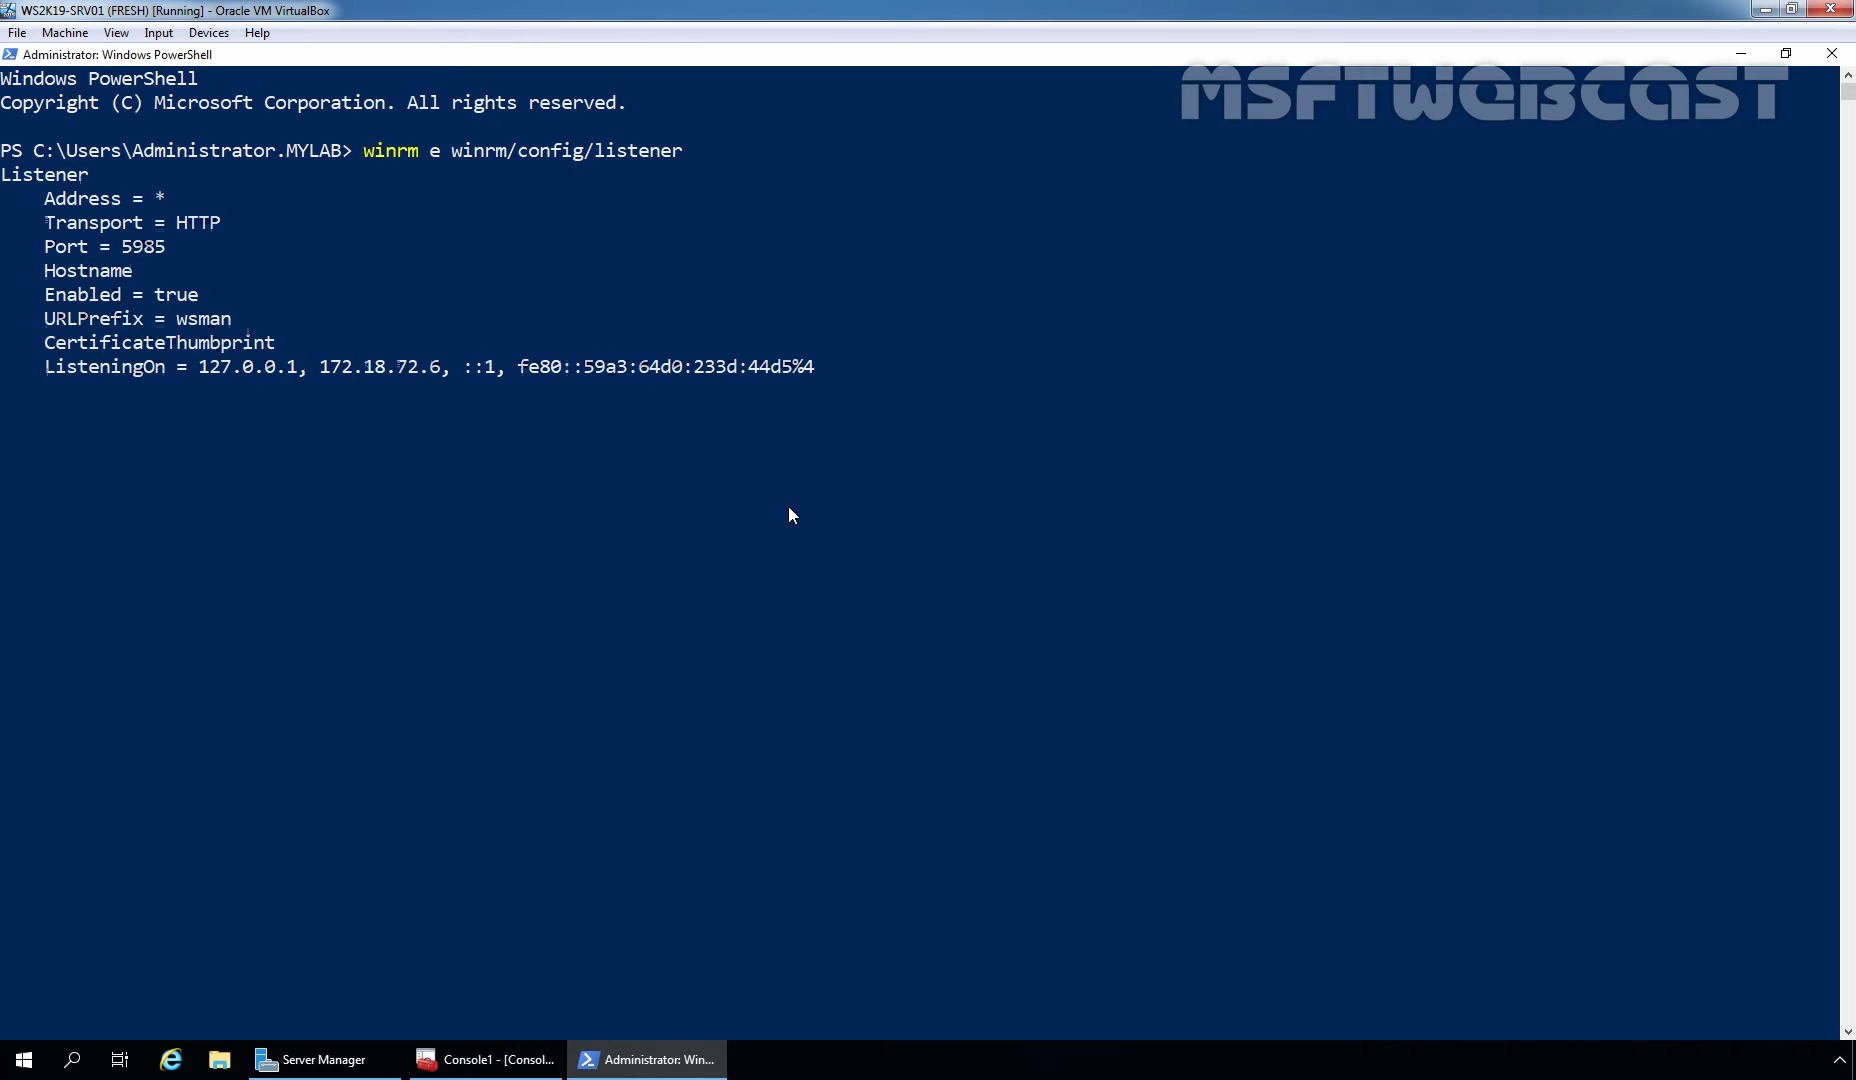 WS2K19-SRV01 (FRESH) [Running] - Oracle VM VirtualBox
File Machine View Input Devices Help
Administrator: Windows PowerShell
MSFTWEBCAST
Windows PowerShell
Copyright (C) Microsoft Corporation. All rights reserved.
PS C:\Users\Administrator.MYLAB> winrm e winrm/config/listener
Listener
Address = *
Transport = HTTP
Port = 5985
Hostname
Enabled = true
URLPrefix = wsman
CertificateThumbprint
ListeningOn = 127.0.0.1, 172.18.72.6, ::1, fe80::59a3:64d0:233d:44d5%4
Server Manager
Console1 - [Consol...
Administrator: Win...